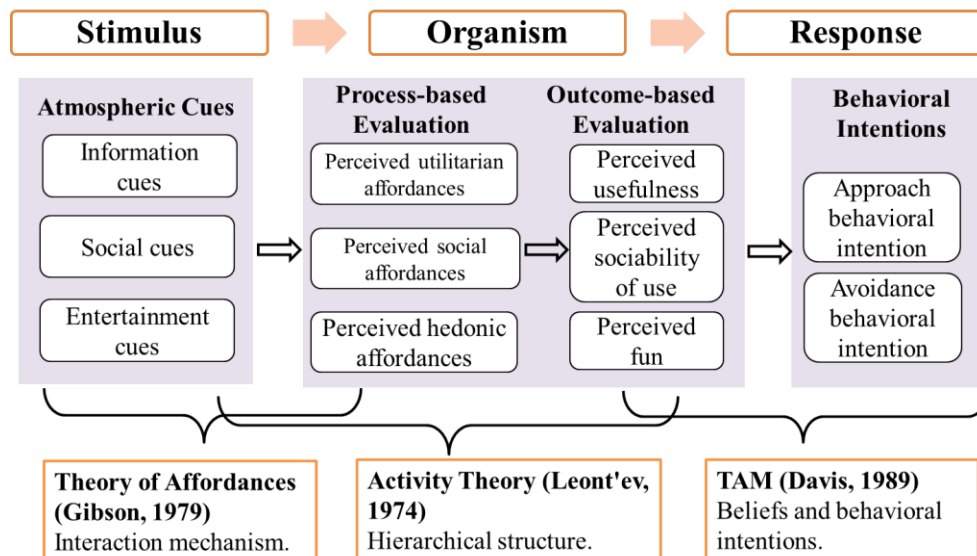 Stimulus
Organism
Response
Atmospheric Cues
Information
cues
Social cues
Entertainment
cues
Process-based
Evaluation
Perceived utilitarian
affordances
Perceived social
affordances
Perceived hedonic
affordances
Outcome-based
Evaluation
Perceived
usefulness
Perceived
sociability
of use
Perceived
fun
Behavioral
Intentions
Approach
behavioral
intention
Avoidance
behavioral
intention
Theory of Affordances
(Gibson, 1979)
Interaction mechanism.
Activity Theory (Leont'ev,
1974)
Hierarchical structure.
TAM (Davis, 1989)
Beliefs and behavioral
intentions.